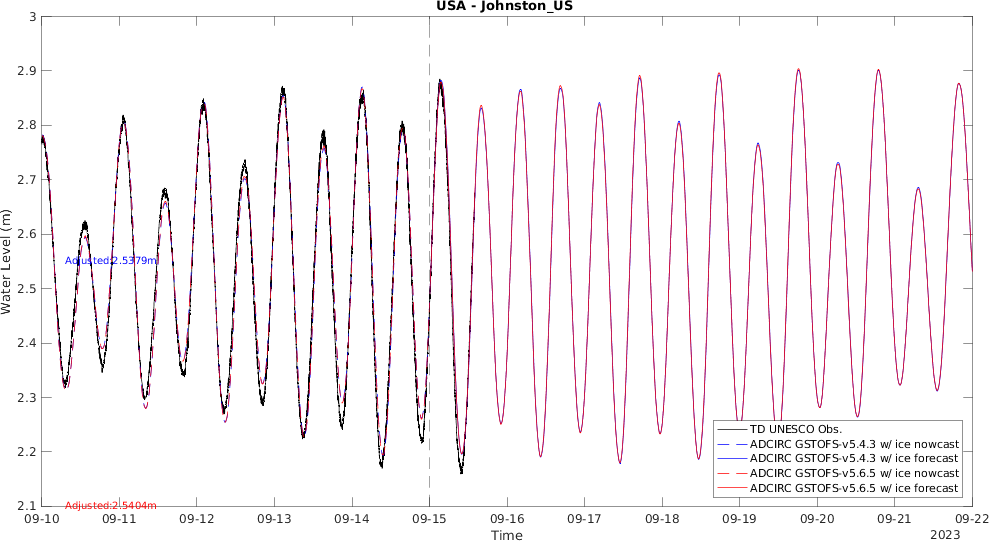 USA - Johnston_US
3
2.9
2.8
2.7
2.6
2.5
2.4
2.3
2.2
2.1
Water Level (m)
Adjusted:2.5379m
Adjusted:2.5404m
TD UNESCO Obs.
ADCIRC GSTOFS-v5.4.3 w/ ice nowcast
ADCIRC GSTOFS-v5.4.3 w/ ice forecast
ADCIRC GSTOFS-v5.6.5 w/ ice nowcast
ADCIRC GSTOFS-v5.6.5 w/ ice forecast
09-10 09-11 09-12 09-13 09-14 09-15 09-16 09-17 09-18 09-19 09-20 09-21 09-22
Time
2023